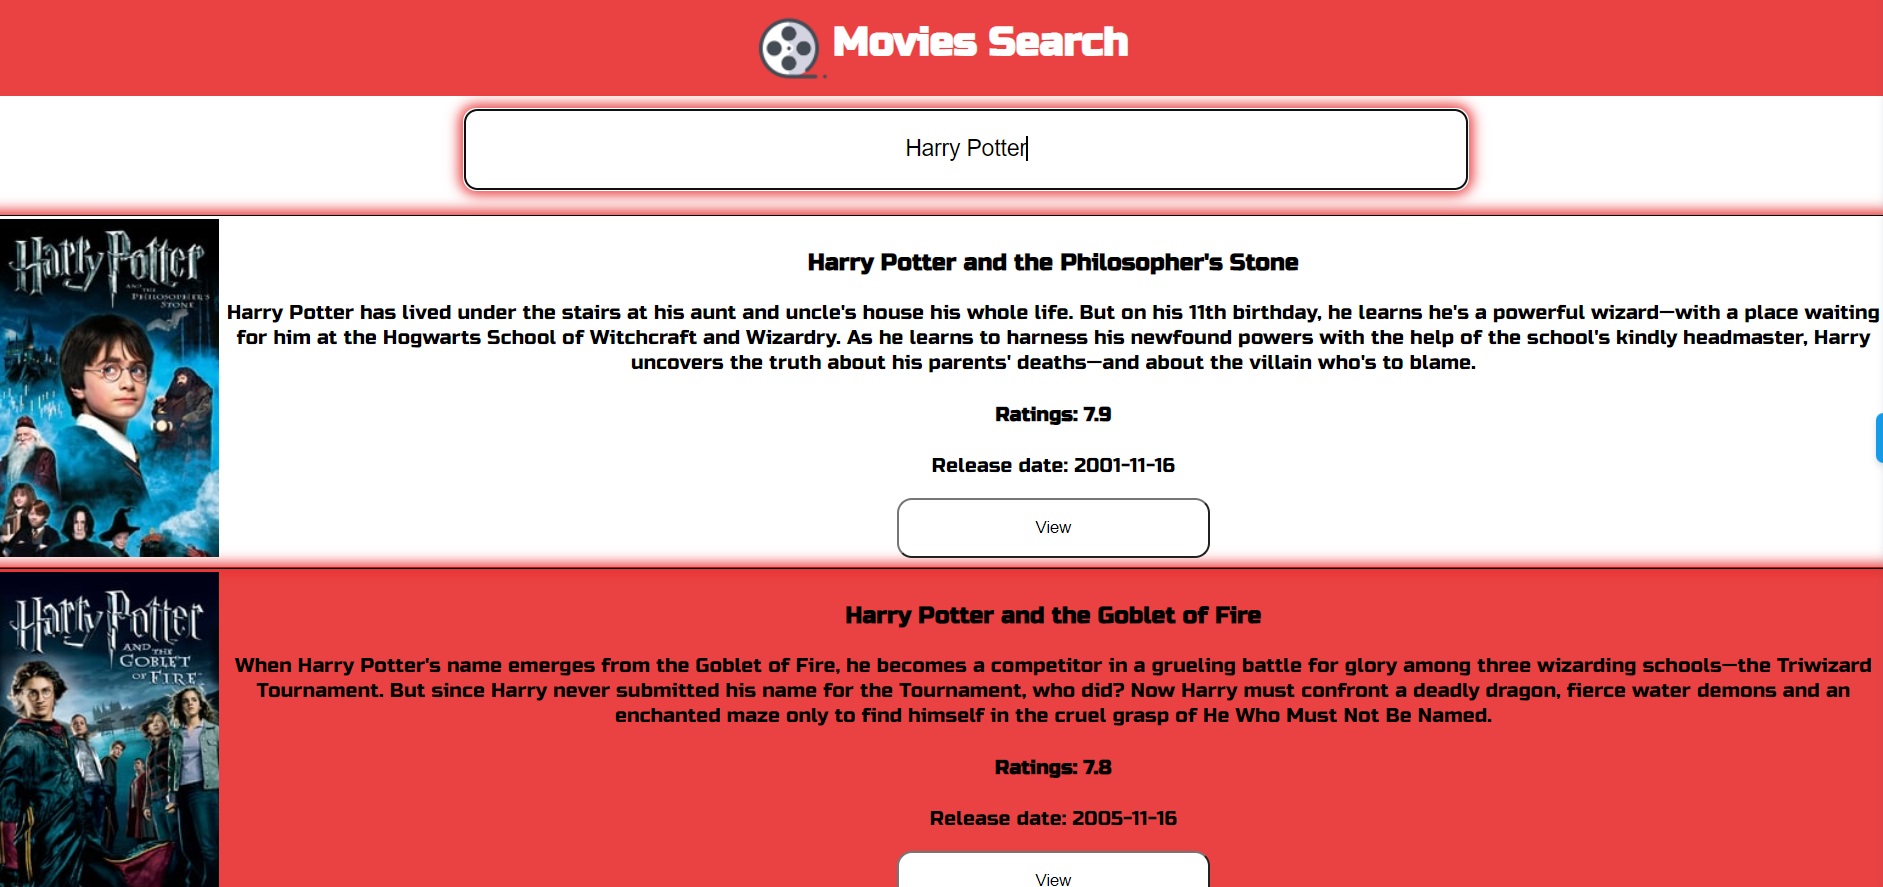 Movies Search
Harry Potter
Harry Potter
AND THE
PHILOSOPHER'S
STONE
Harry Potter and the Philosopher's Stone
Harry Potter has lived under the stairs at his aunt and uncle's house his whole life. But on his 11th birthday, he learns he's a powerful wizard—with a place waiting
for him at the Hogwarts School of Witchcraft and Wizardry. As he learns to harness his newfound powers with the help of the school's kindly headmaster, Harry
uncovers the truth about his parents' deaths—and about the villain who's to blame.
Ratings: 7.9
Release date: 2001-11-16
View
Harry Potter
AND THE
GOBLET
OF FIRE
Harry Potter and the Goblet of Fire
When Harry Potter's name emerges from the Goblet of Fire, he becomes a competitor in a grueling battle for glory among three wizarding schools—the Triwizard
Tournament. But since Harry never submitted his name for the Tournament, who did? Now Harry must confront a deadly dragon, fierce water demons and an
enchanted maze only to find himself in the cruel grasp of He Who Must Not Be Named.
Ratings: 7.8
Release date: 2005-11-16
View